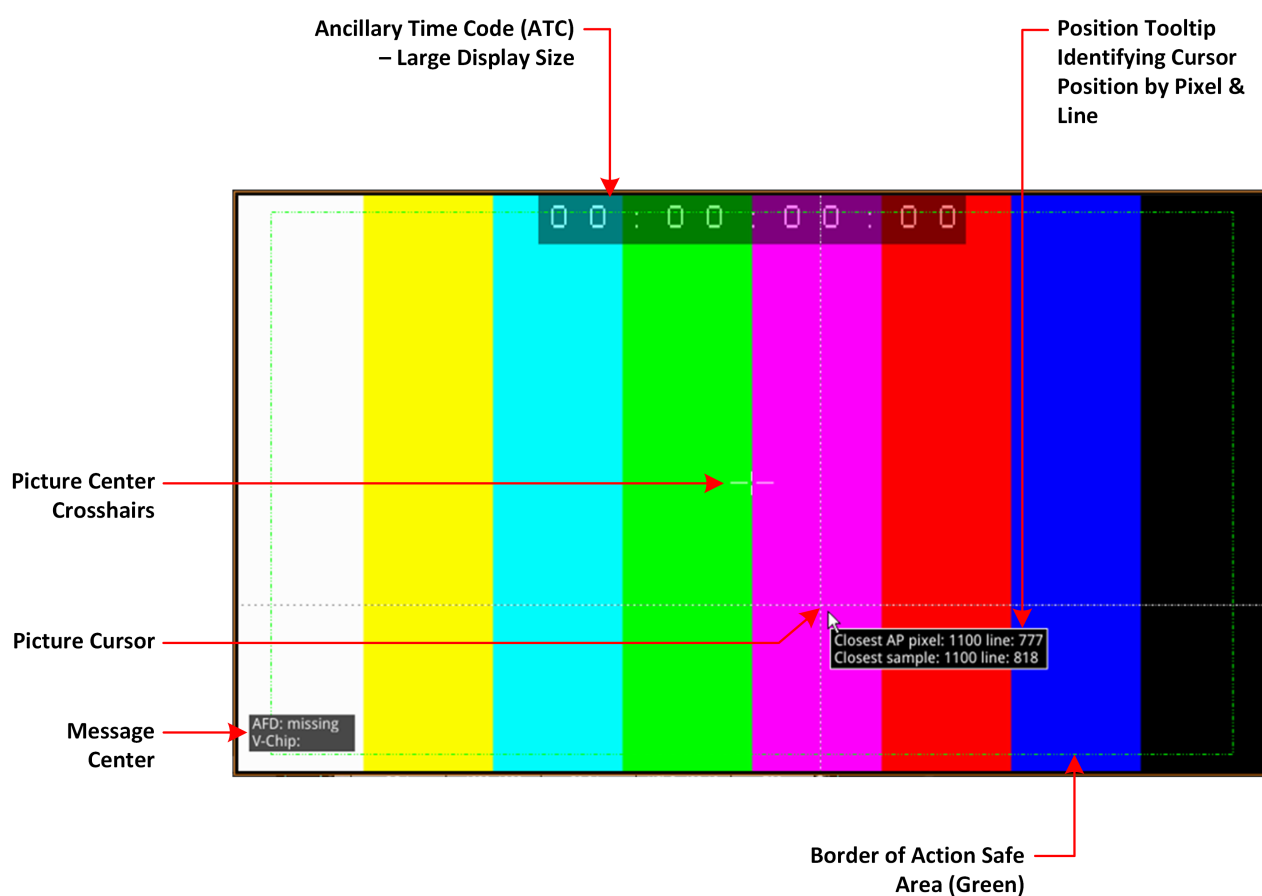 Ancillary Time Code (ATC)
– Large Display Size
Position Tooltip
Identifying Cursor
Position by Pixel &
Line
00:00:00:00
Picture Center
Crosshairs
Picture Cursor
Closest AP pixel: 1100 line: 777
Closest sample: 1100 line: 818
AFD: missing
V-Chip:
Message
Center
Border of Action Safe
Area (Green)